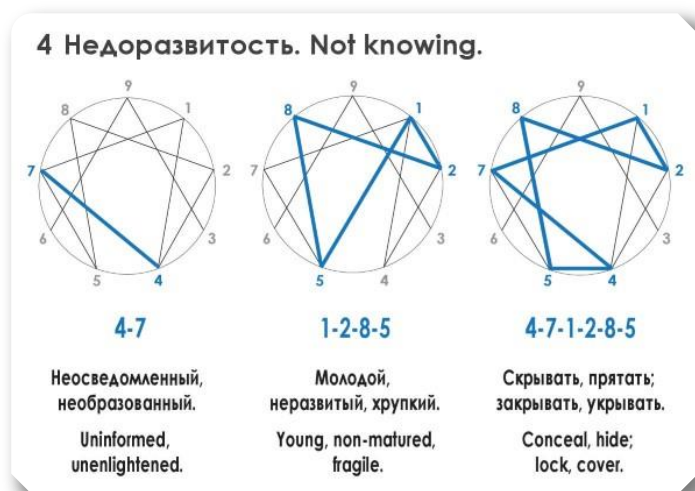 4 Недоразвитость. Not knowing.
9
8
1
7
2
6
3
5
4
9
8
1
7
2
6
3
5
4
9
8
1
7
2
6
3
5
4
4-7
1-2-8-5
4-7-1-2-8-5
Неосведомленный,
необразованный.
Uninformed,
unenlightened.
Молодой,
неразвитый, хрупкий.
Young, non-matured,
fragile.
Скрывать, прятать;
закрывать, укрывать.
Conceal, hide;
lock, cover.